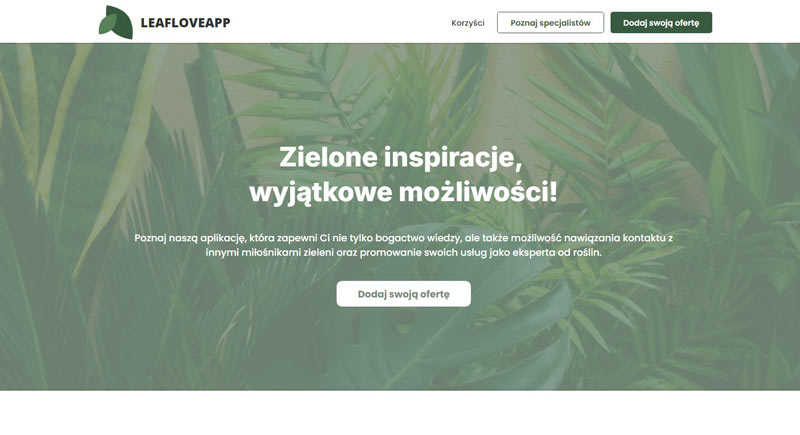 LEAFLOVEAPP
Korzyści
Poznaj specjalistów
Dodaj swoją ofertę
Zielone inspiracje,
wyjątkowe możliwości!
Poznaj naszą aplikację, która zapewni Ci nie tylko bogactwo wiedzy, ale także możliwość nawiązania kontaktu z
innymi miłośnikami zieleni oraz promowanie swoich usług jako eksperta od roślin.
Dodaj swoją ofertę